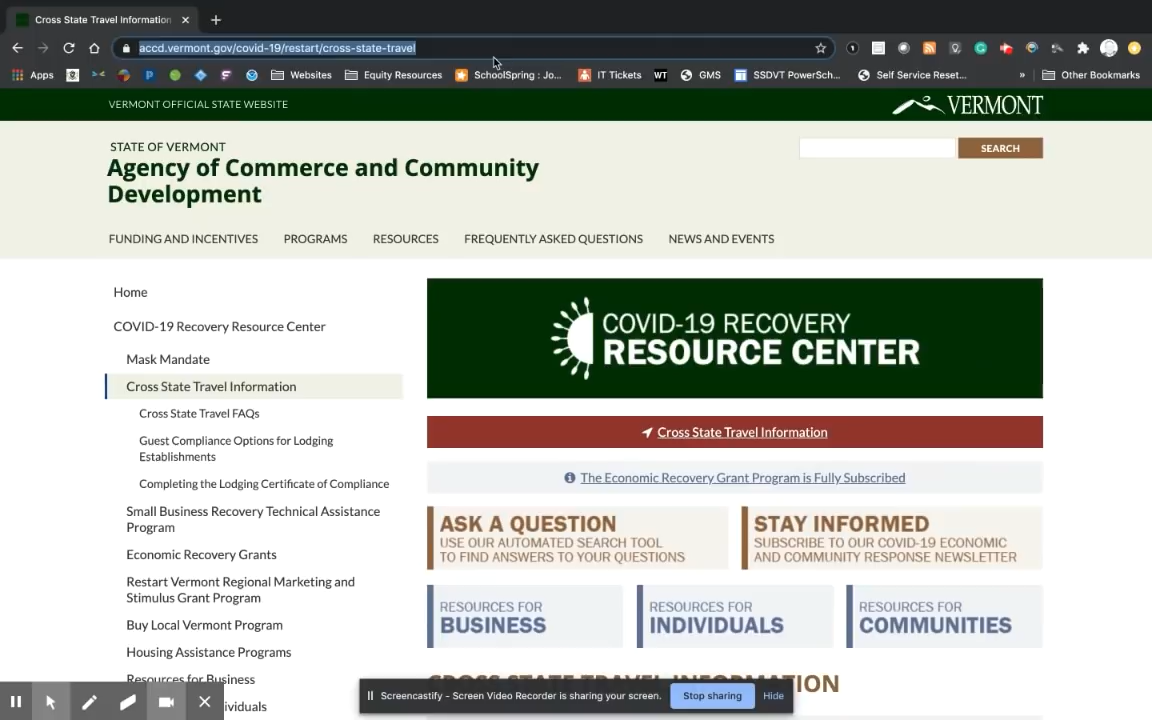 Cross State Travel Information
accd.vermont.gov/covid-19/restart/cross-state-travel
Apps
Websites
Equity Resources
SchoolSpring : Jo...
IT Tickets
WT
GMS
SSDVT PowerSch...
Self Service Reset...
»
Other Bookmarks
VERMONT OFFICIAL STATE WEBSITE
VERMONT
STATE OF VERMONT
Agency of Commerce and Community
Development
SEARCH
FUNDING AND INCENTIVES
PROGRAMS
RESOURCES
FREQUENTLY ASKED QUESTIONS
NEWS AND EVENTS
Home
COVID-19 Recovery Resource Center
Mask Mandate
Cross State Travel Information
Cross State Travel FAQs
Guest Compliance Options for Lodging
Establishments
Completing the Lodging Certificate of Compliance
Small Business Recovery Technical Assistance
Program
Economic Recovery Grants
Restart Vermont Regional Marketing and
Stimulus Grant Program
Buy Local Vermont Program
Housing Assistance Programs
Resources for Business
COVID-19 RECOVERY
RESOURCE CENTER
Cross State Travel Information
The Economic Recovery Grant Program is Fully Subscribed
ASK A QUESTION
USE OUR AUTOMATED SEARCH TOOL
TO FIND ANSWERS TO YOUR QUESTIONS
STAY INFORMED
SUBSCRIBE TO OUR COVID-19 ECONOMIC
AND COMMUNITY RESPONSE NEWSLETTER
RESOURCES FOR
BUSINESS
RESOURCES FOR
INDIVIDUALS
RESOURCES FOR
COMMUNITIES
CROSS STATE TRAVEL INFORMATION
Screencastify - Screen Video Recorder is sharing your screen.
Stop sharing
Hide